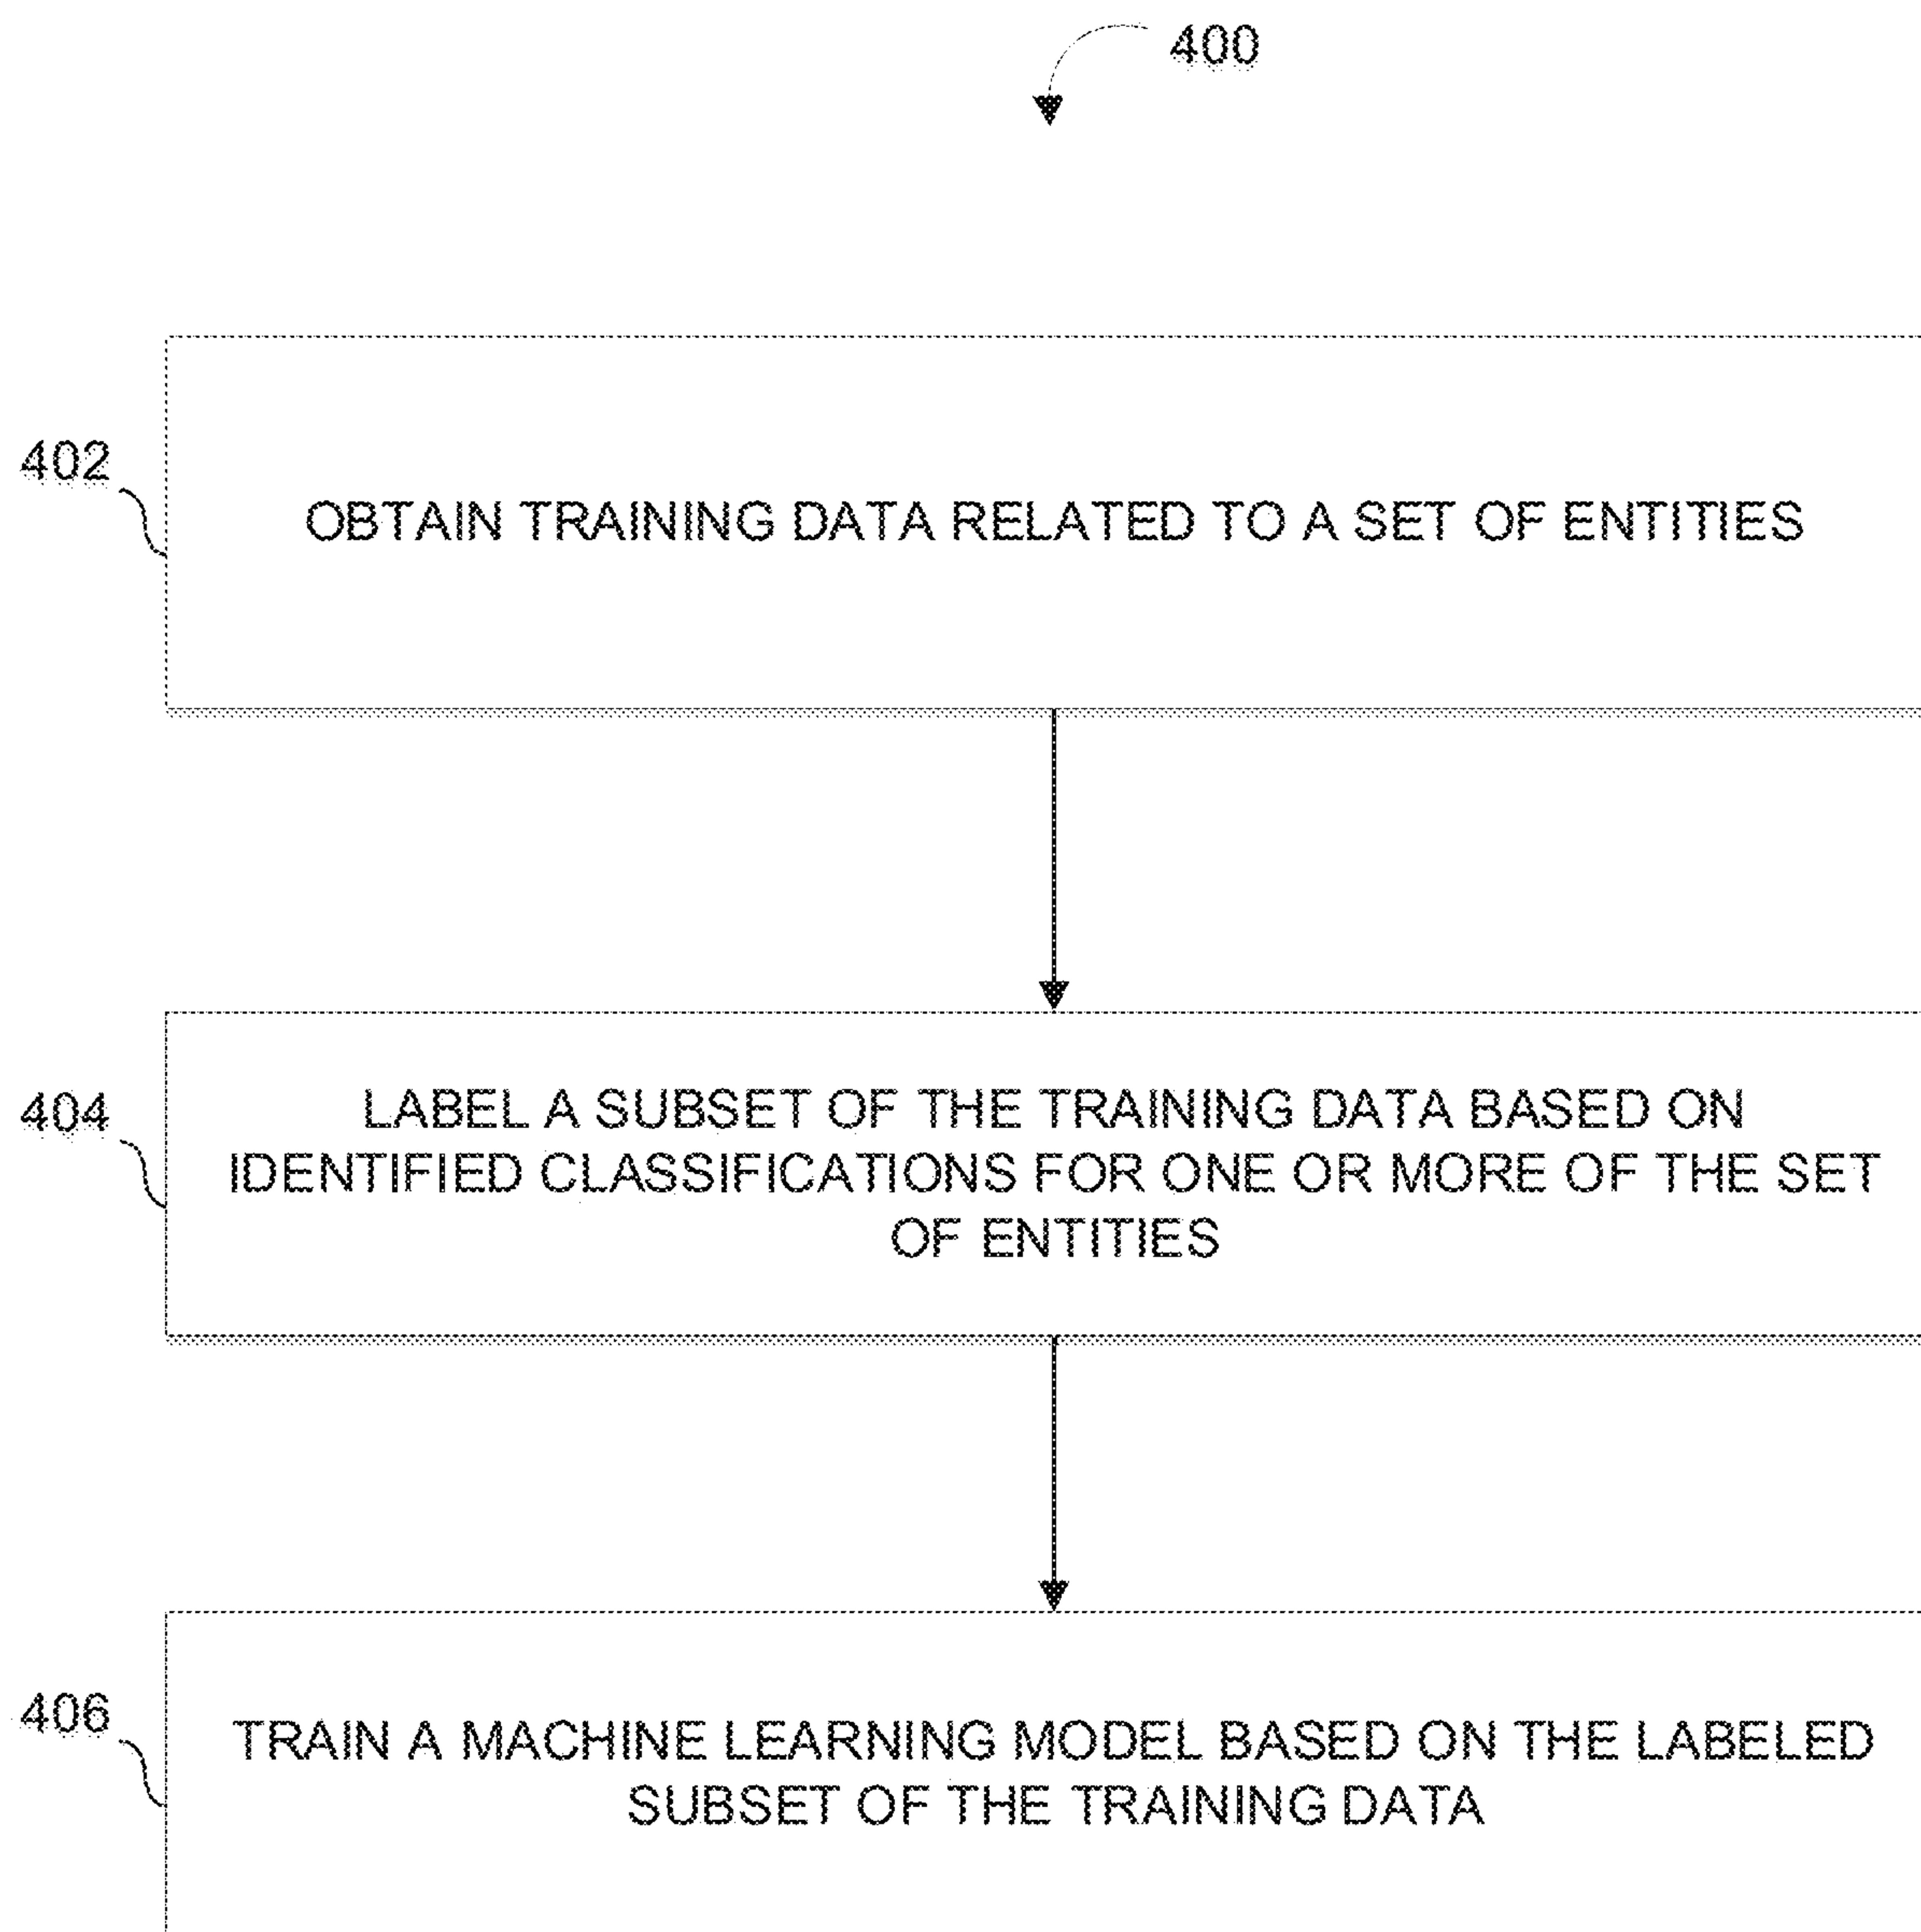 400
402
OBTAIN TRAINING DATA RELATED TO A SET OF ENTITIES
404
LABEL A SUBSET OF THE TRAINING DATA BASED ON
IDENTIFIED CLASSIFICATIONS FOR ONE OR MORE OF THE SET
OF ENTITIES
406
TRAIN A MACHINE LEARNING MODEL BASED ON THE LABELED
SUBSET OF THE TRAINING DATA